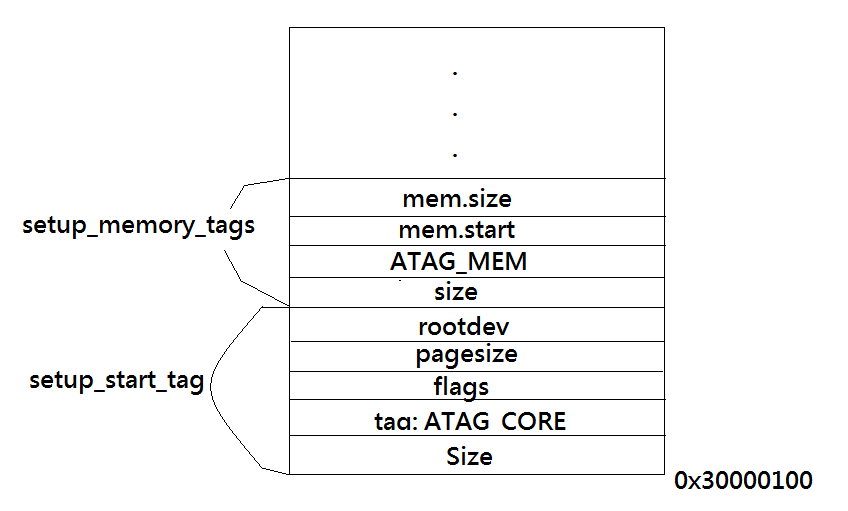 .
.
.
mem.size
setup_memory_tags
mem.start
ATAG_MEM
size
rootdev
pagesize
setup_start_tag
flags
tag: ATAG_CORE
Size
0x30000100